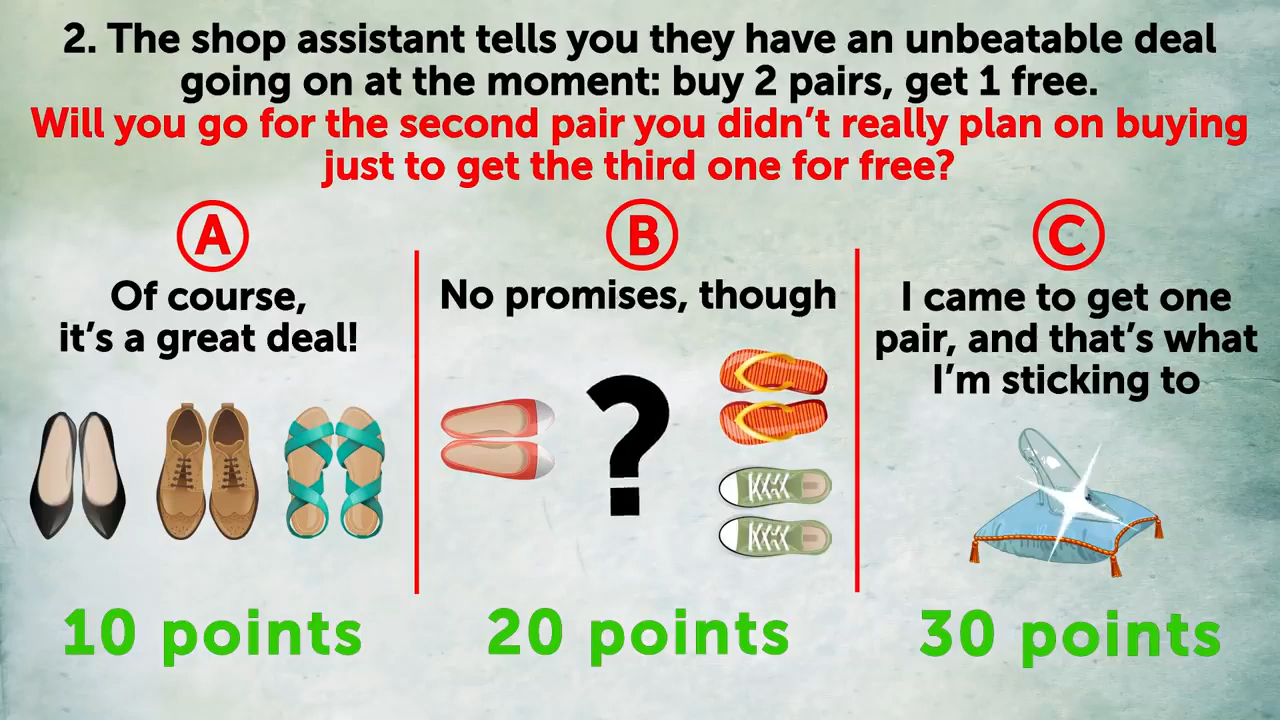 2. The shop assistant tells you they have an unbeatable deal
going on at the moment: buy 2 pairs, get 1 free.
Will you go for the second pair you didn't really plan on buying
just to get the third one for free?
A
Of course,
it's a great deal!
10 points
B
No promises, though
?
20 points
C
I came to get one
pair, and that's what
I'm sticking to
30 points